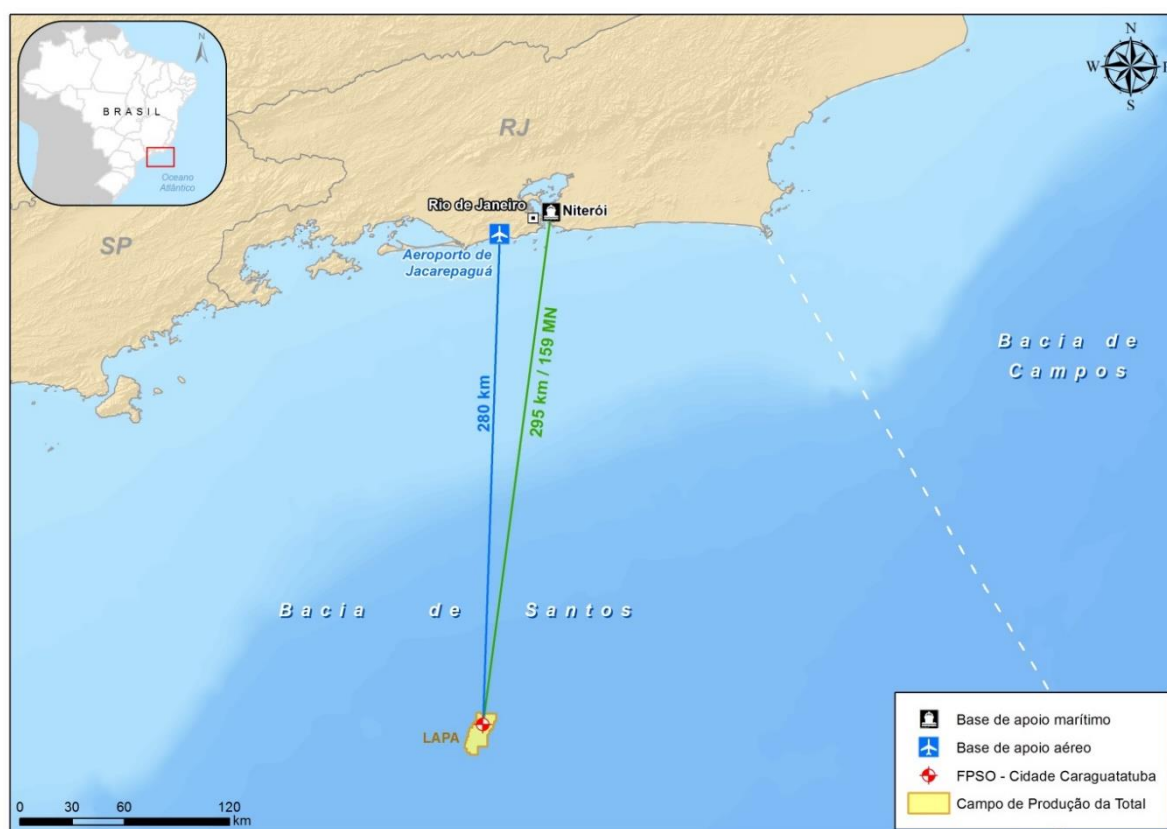 N
BRASIL
Oceano
Atlântico
N
W
E
S
RJ
SP
Rio de Janeiro
Niterói
Aeroporto de
Jacarepaguá
280 km
295 km / 159 MN
Bacia de
Campos
Bacia de Santos
LAPA
Base de apoio marítimo
Base de apoio aéreo
FPSO - Cidade Caraguatatuba
Campo de Produção da Total
0 30 60 120
km